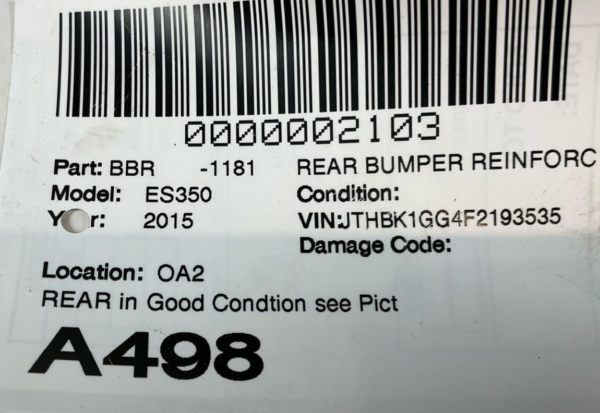 0000002103
Part: BBR -1181 REAR BUMPER REINFORC
Model: ES350 Condition:
Y r: 2015 VIN:JTHBK1GG4F2193535
Damage Code:
Location: OA2
REAR in Good Condtion see Pict
A498